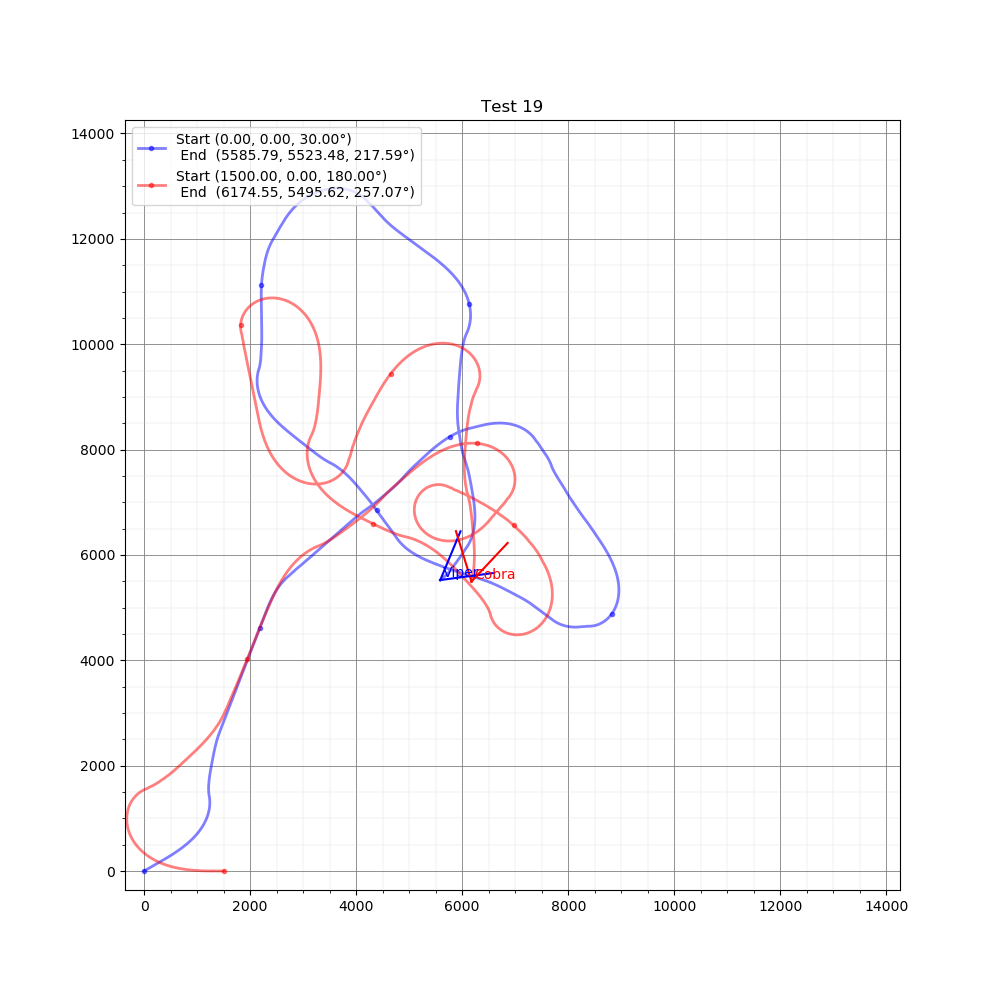 Test 19
Start (0.00, 0.00, 30.00°)
End (5585.79, 5523.48, 217.59°)
Start (1500.00, 0.00, 180.00°)
End (6174.55, 5495.62, 257.07°)
14000
12000
10000
8000
6000
4000
2000
0
Viper
Cobra
0 2000 4000 6000 8000 10000 12000 14000